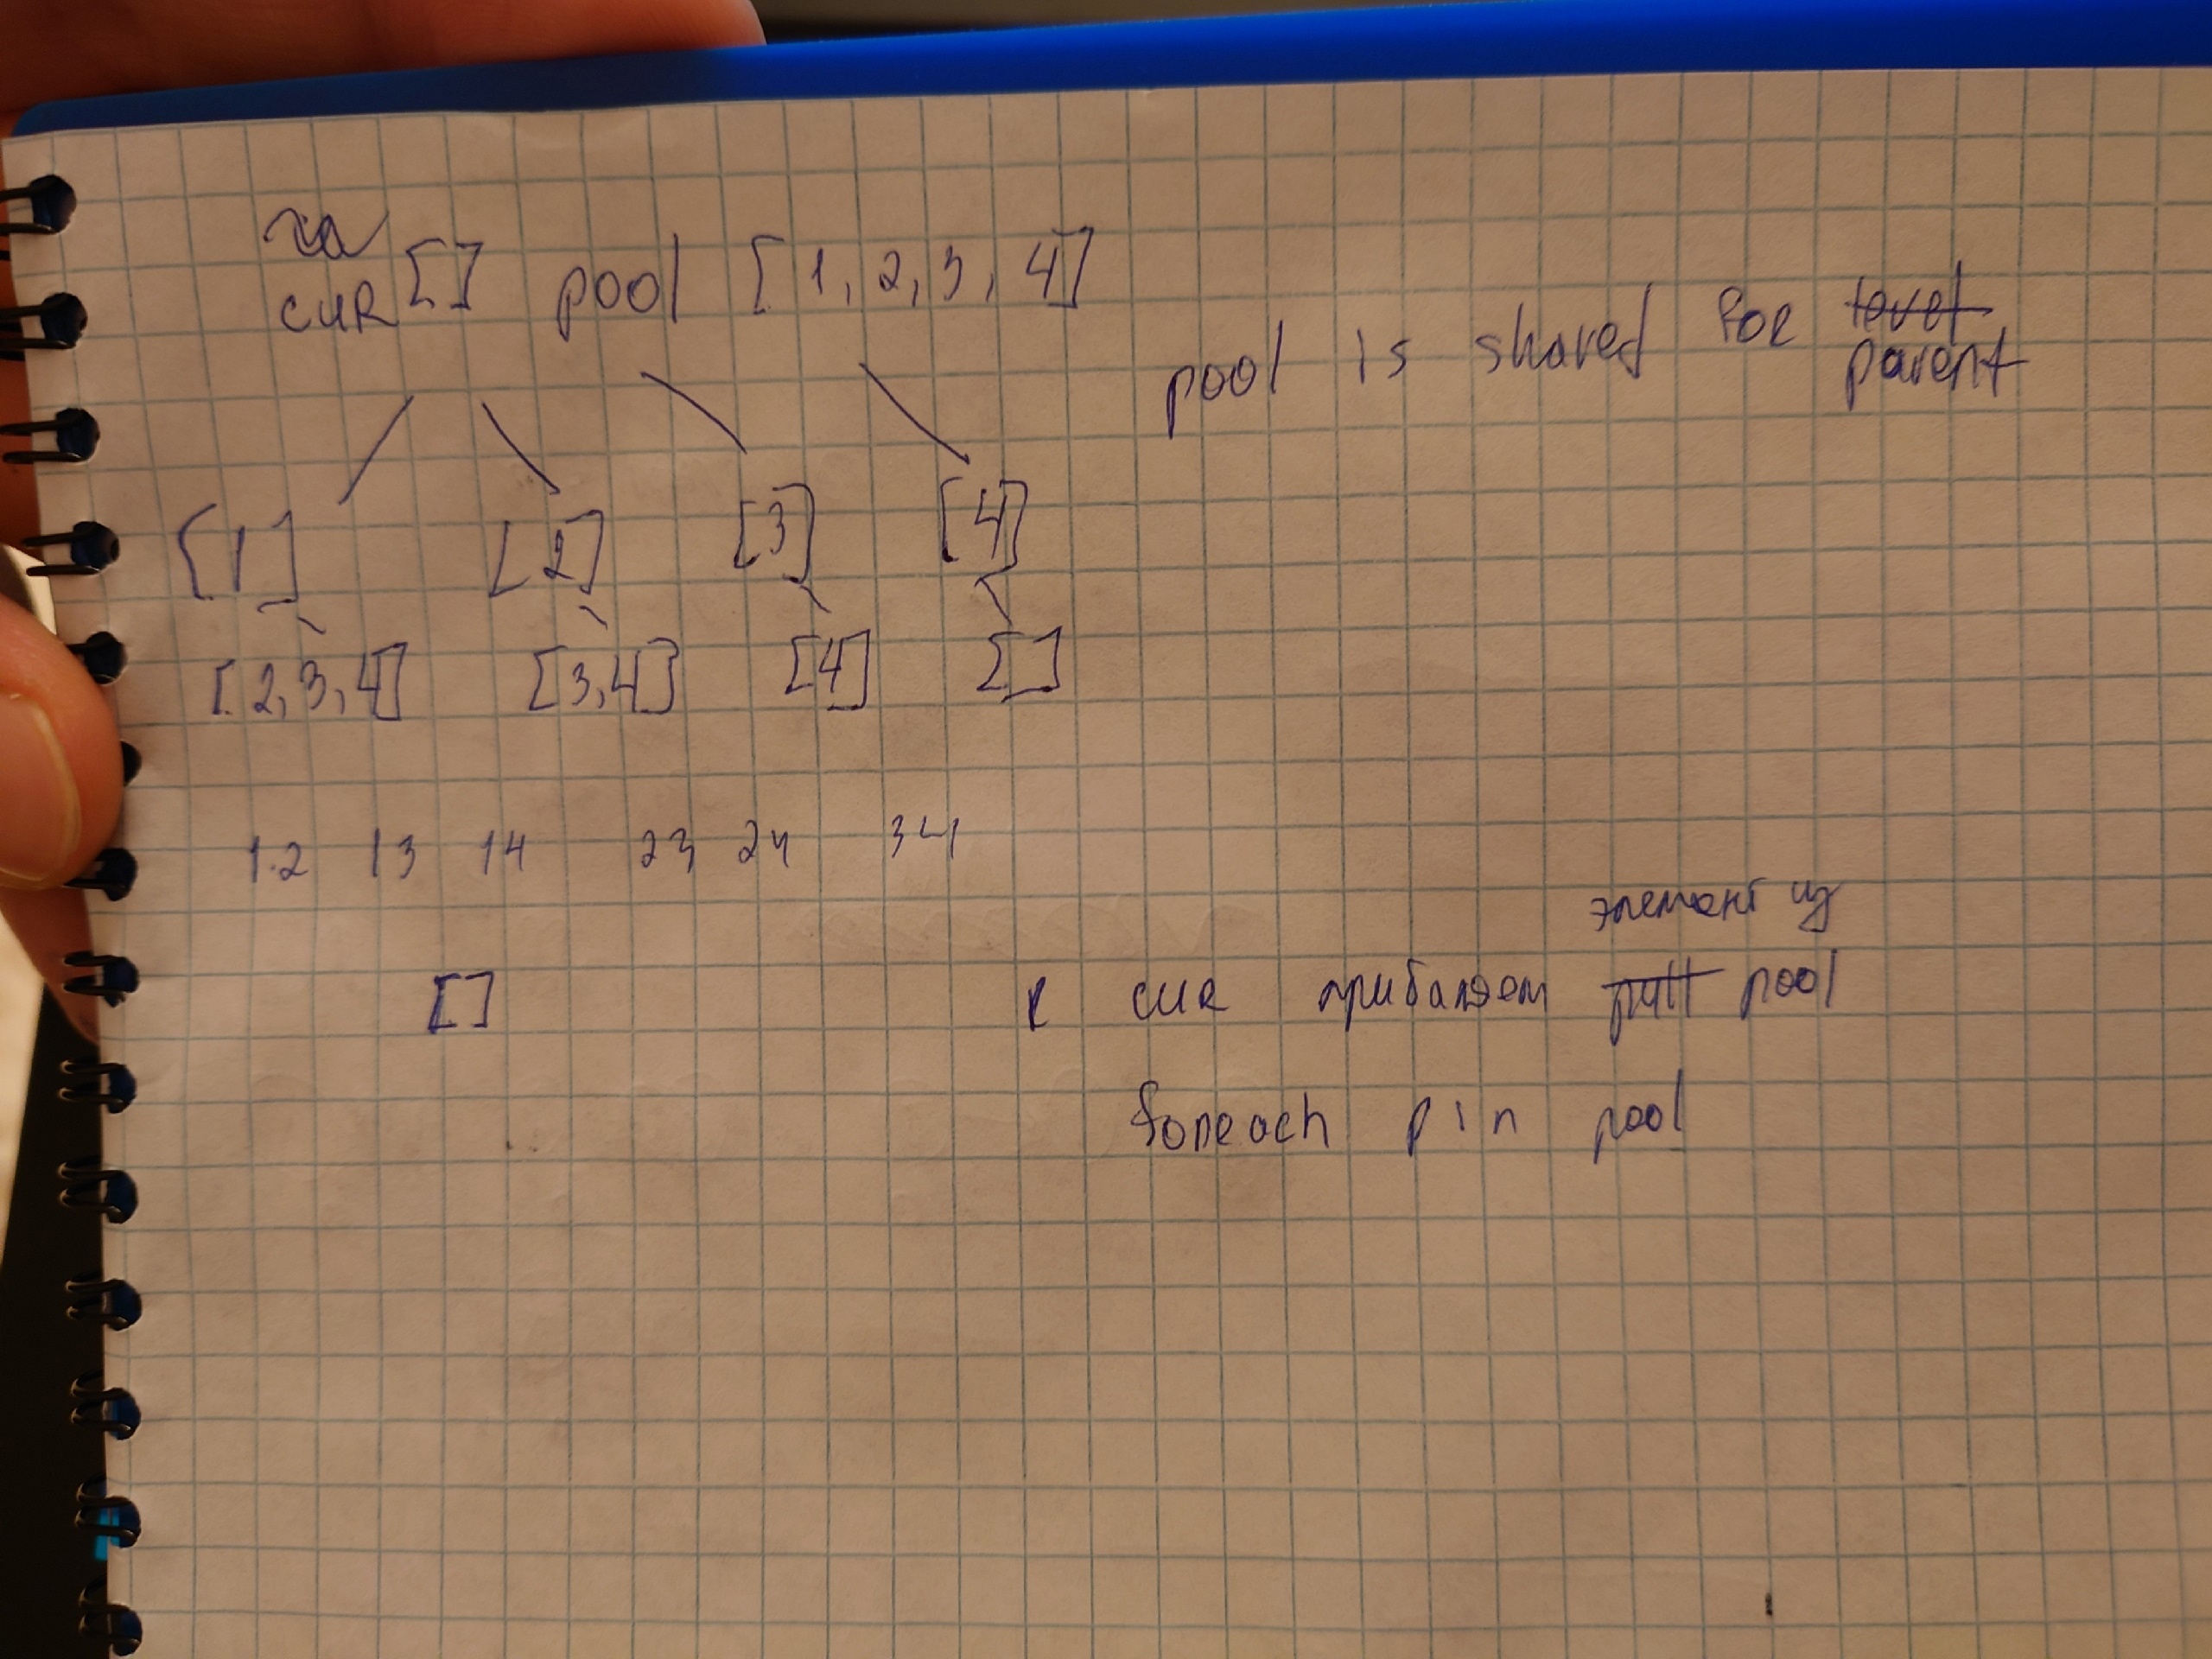 cur [] pool [1, 2, 3, 4]
pool is shared for level
parent
[1] [2] [3] [4]
[2, 3, 4] [3,4] [4] []
1.2 13 14 23 24 34
элемент из
[] к cur прибавляем pull pool
foreach p in pool